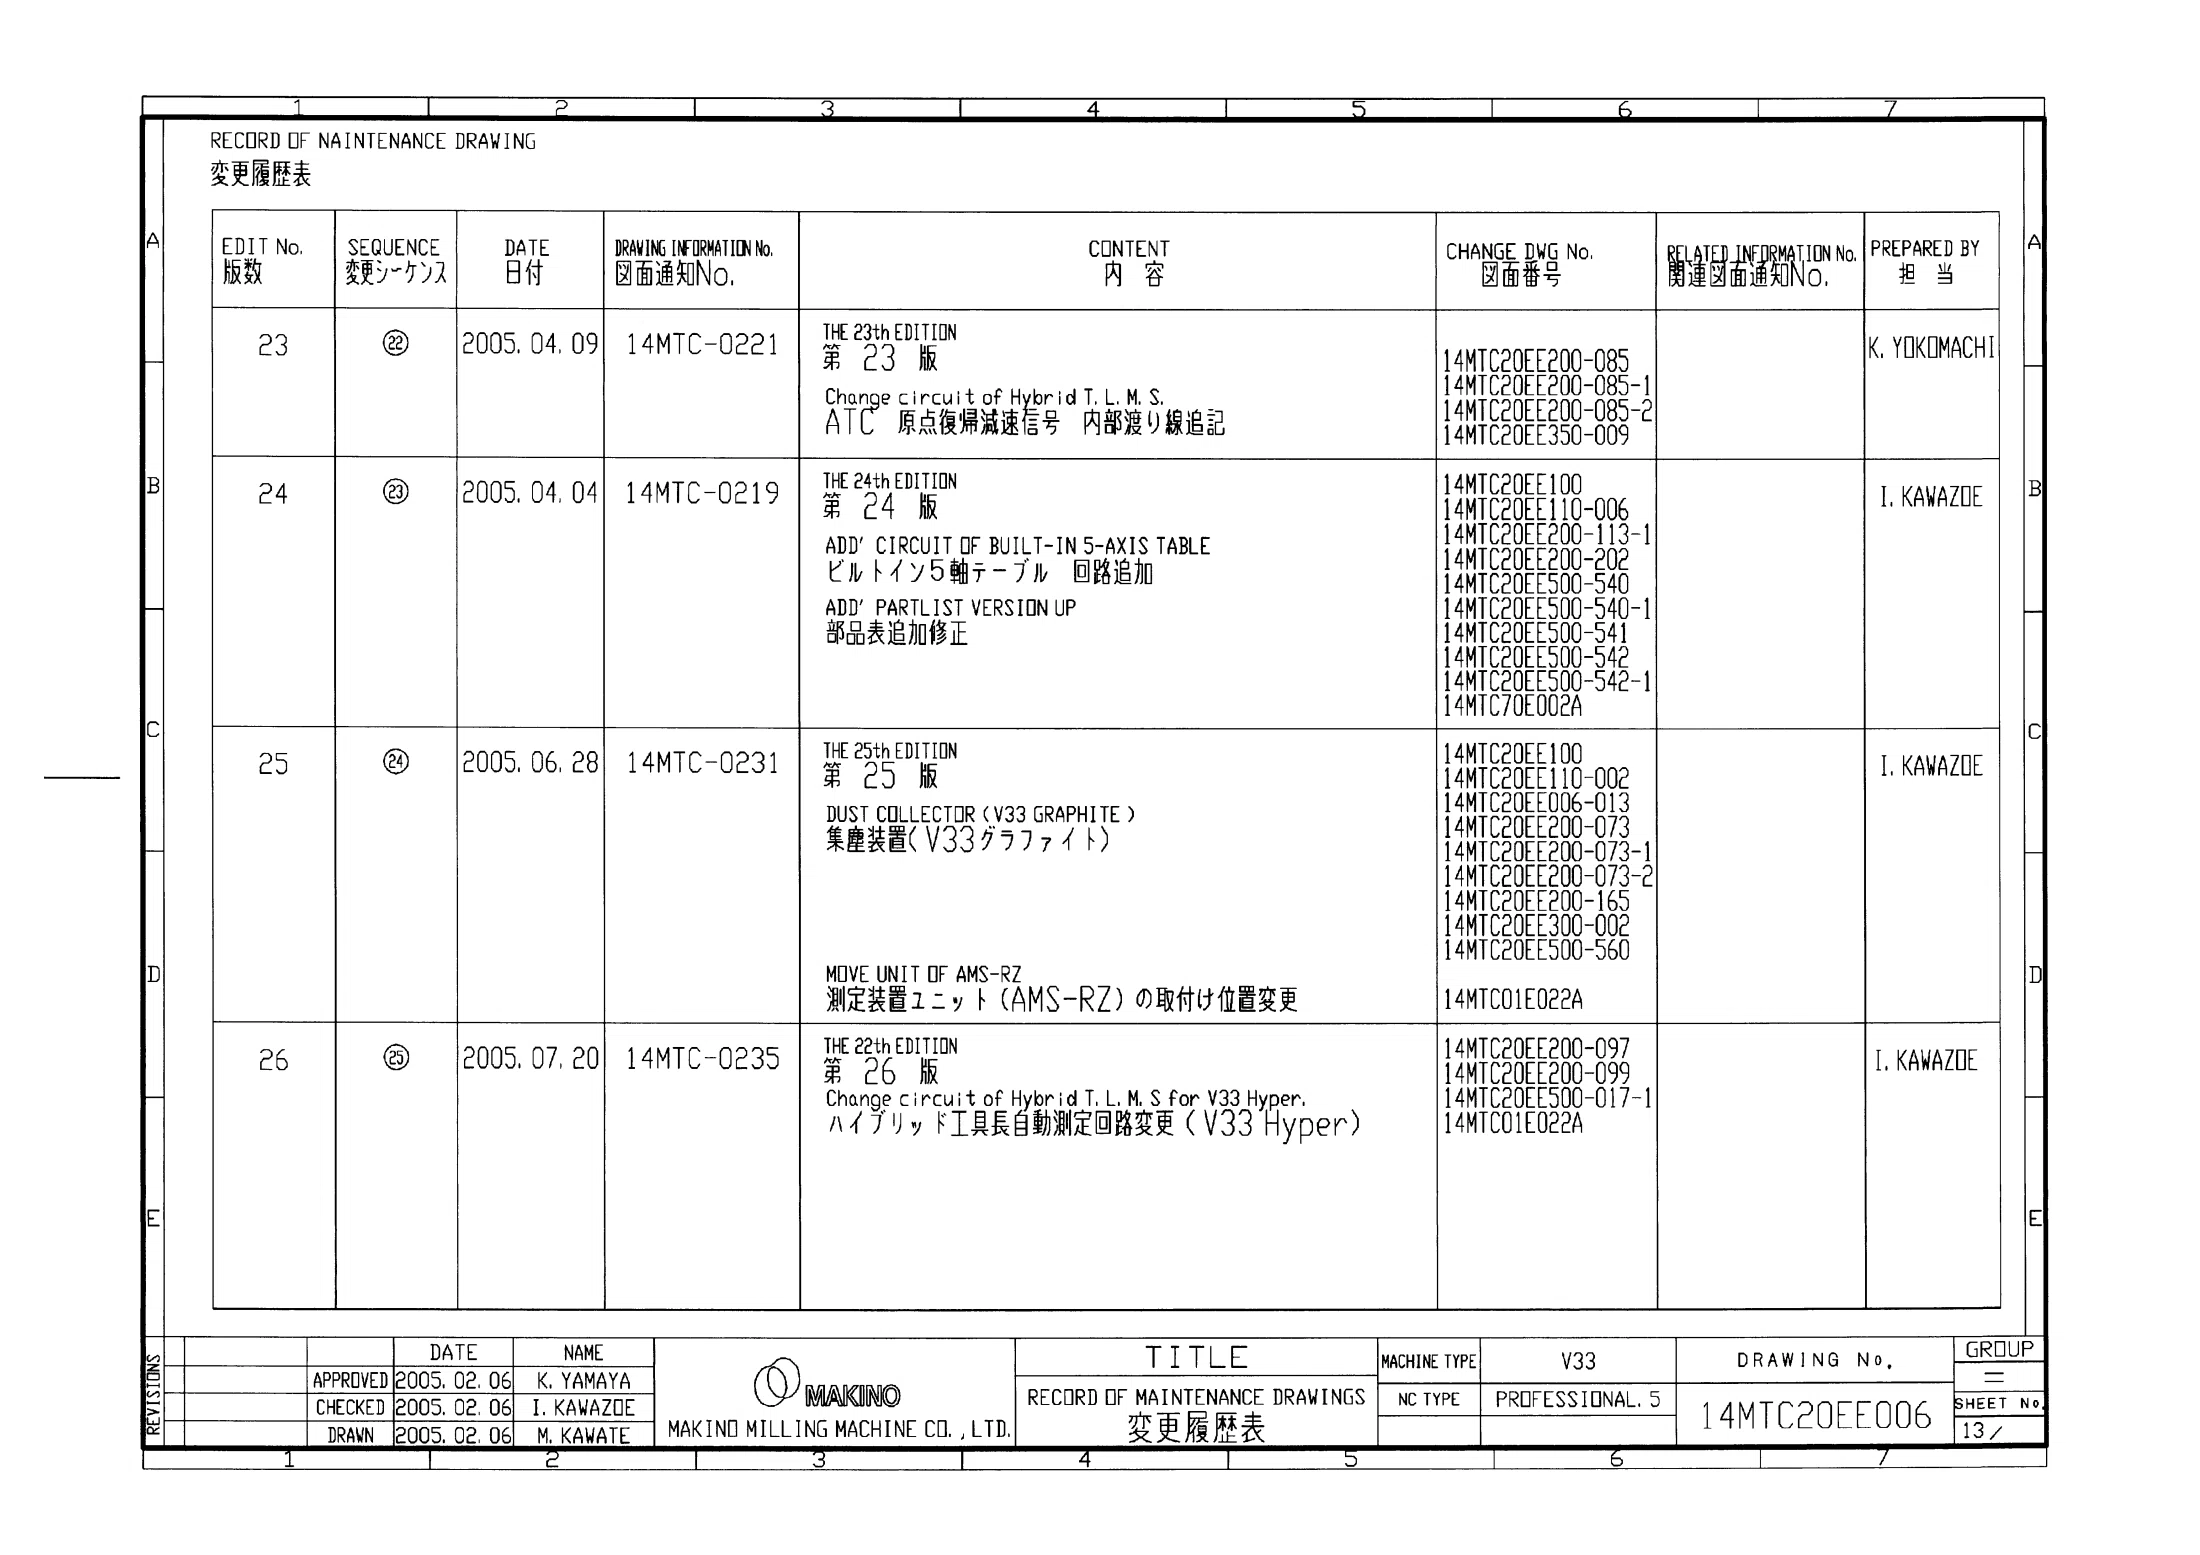 1 2 3 4 5 6 7
RECORD OF NAINTENANCE DRAWING
変更履歴表
EDIT No. SEQUENCE DATE DRAWING INFORMATION No. CONTENT CHANGE DWG No. RELATED INFORMATION No. PREPARED BY
版数 変更シーケンス 日付 図面通知No. 内 容 図面番号 関連図面通知No. 担 当
A A
23 ㉒ 2005.04.09 14MTC-0221 K. YOKOMACHI
THE 23th EDITION
第 23 版
Change circuit of Hybrid T.L.M.S.
ATC 原点復帰減速信号 内部渡り線追記
14MTC20EE200-085
14MTC20EE200-085-1
14MTC20EE200-085-2
14MTC20EE350-009
B B
24 ㉓ 2005.04.04 14MTC-0219 I. KAWAZOE
THE 24th EDITION
第 24 版
ADD' CIRCUIT OF BUILT-IN 5-AXIS TABLE
ビルトイン5軸テーブル 回路追加
ADD' PARTLIST VERSION UP
部品表追加修正
14MTC20EE100
14MTC20EE110-006
14MTC20EE200-113-1
14MTC20EE200-202
14MTC20EE500-540
14MTC20EE500-540-1
14MTC20EE500-541
14MTC20EE500-542
14MTC20EE500-542-1
14MTC70E002A
C C
25 ㉔ 2005.06.28 14MTC-0231 I. KAWAZOE
THE 25th EDITION
第 25 版
DUST COLLECTOR (V33 GRAPHITE)
集塵装置(V33グラファイト)
14MTC20EE100
14MTC20EE110-002
14MTC20EE006-013
14MTC20EE200-073
14MTC20EE200-073-1
14MTC20EE200-073-2
14MTC20EE200-165
14MTC20EE300-002
14MTC20EE500-560
D D
MOVE UNIT OF AMS-RZ
測定装置ユニット(AMS-RZ)の取付け位置変更 14MTC01E022A
26 ㉕ 2005.07.20 14MTC-0235 I. KAWAZOE
THE 22th EDITION
第 26 版
Change circuit of Hybrid T.L.M.S for V33 Hyper.
ハイブリッド工具長自動測定回路変更(V33 Hyper)
14MTC20EE200-097
14MTC20EE200-099
14MTC20EE500-017-1
14MTC01E022A
E E
REVISIONS
DATE NAME
APPROVED 2005.02.06 K. YAMAYA
CHECKED 2005.02.06 I. KAWAZOE
DRAWN 2005.02.06 M. KAWATE
MAKINO
MAKINO MILLING MACHINE CO.,LTD.
TITLE
RECORD OF MAINTENANCE DRAWINGS
変更履歴表
MACHINE TYPE V33
NC TYPE PROFESSIONAL.5
DRAWING No.
14MTC20EE006
GROUP
=
SHEET No.
13/
1 2 3 4 5 6 7